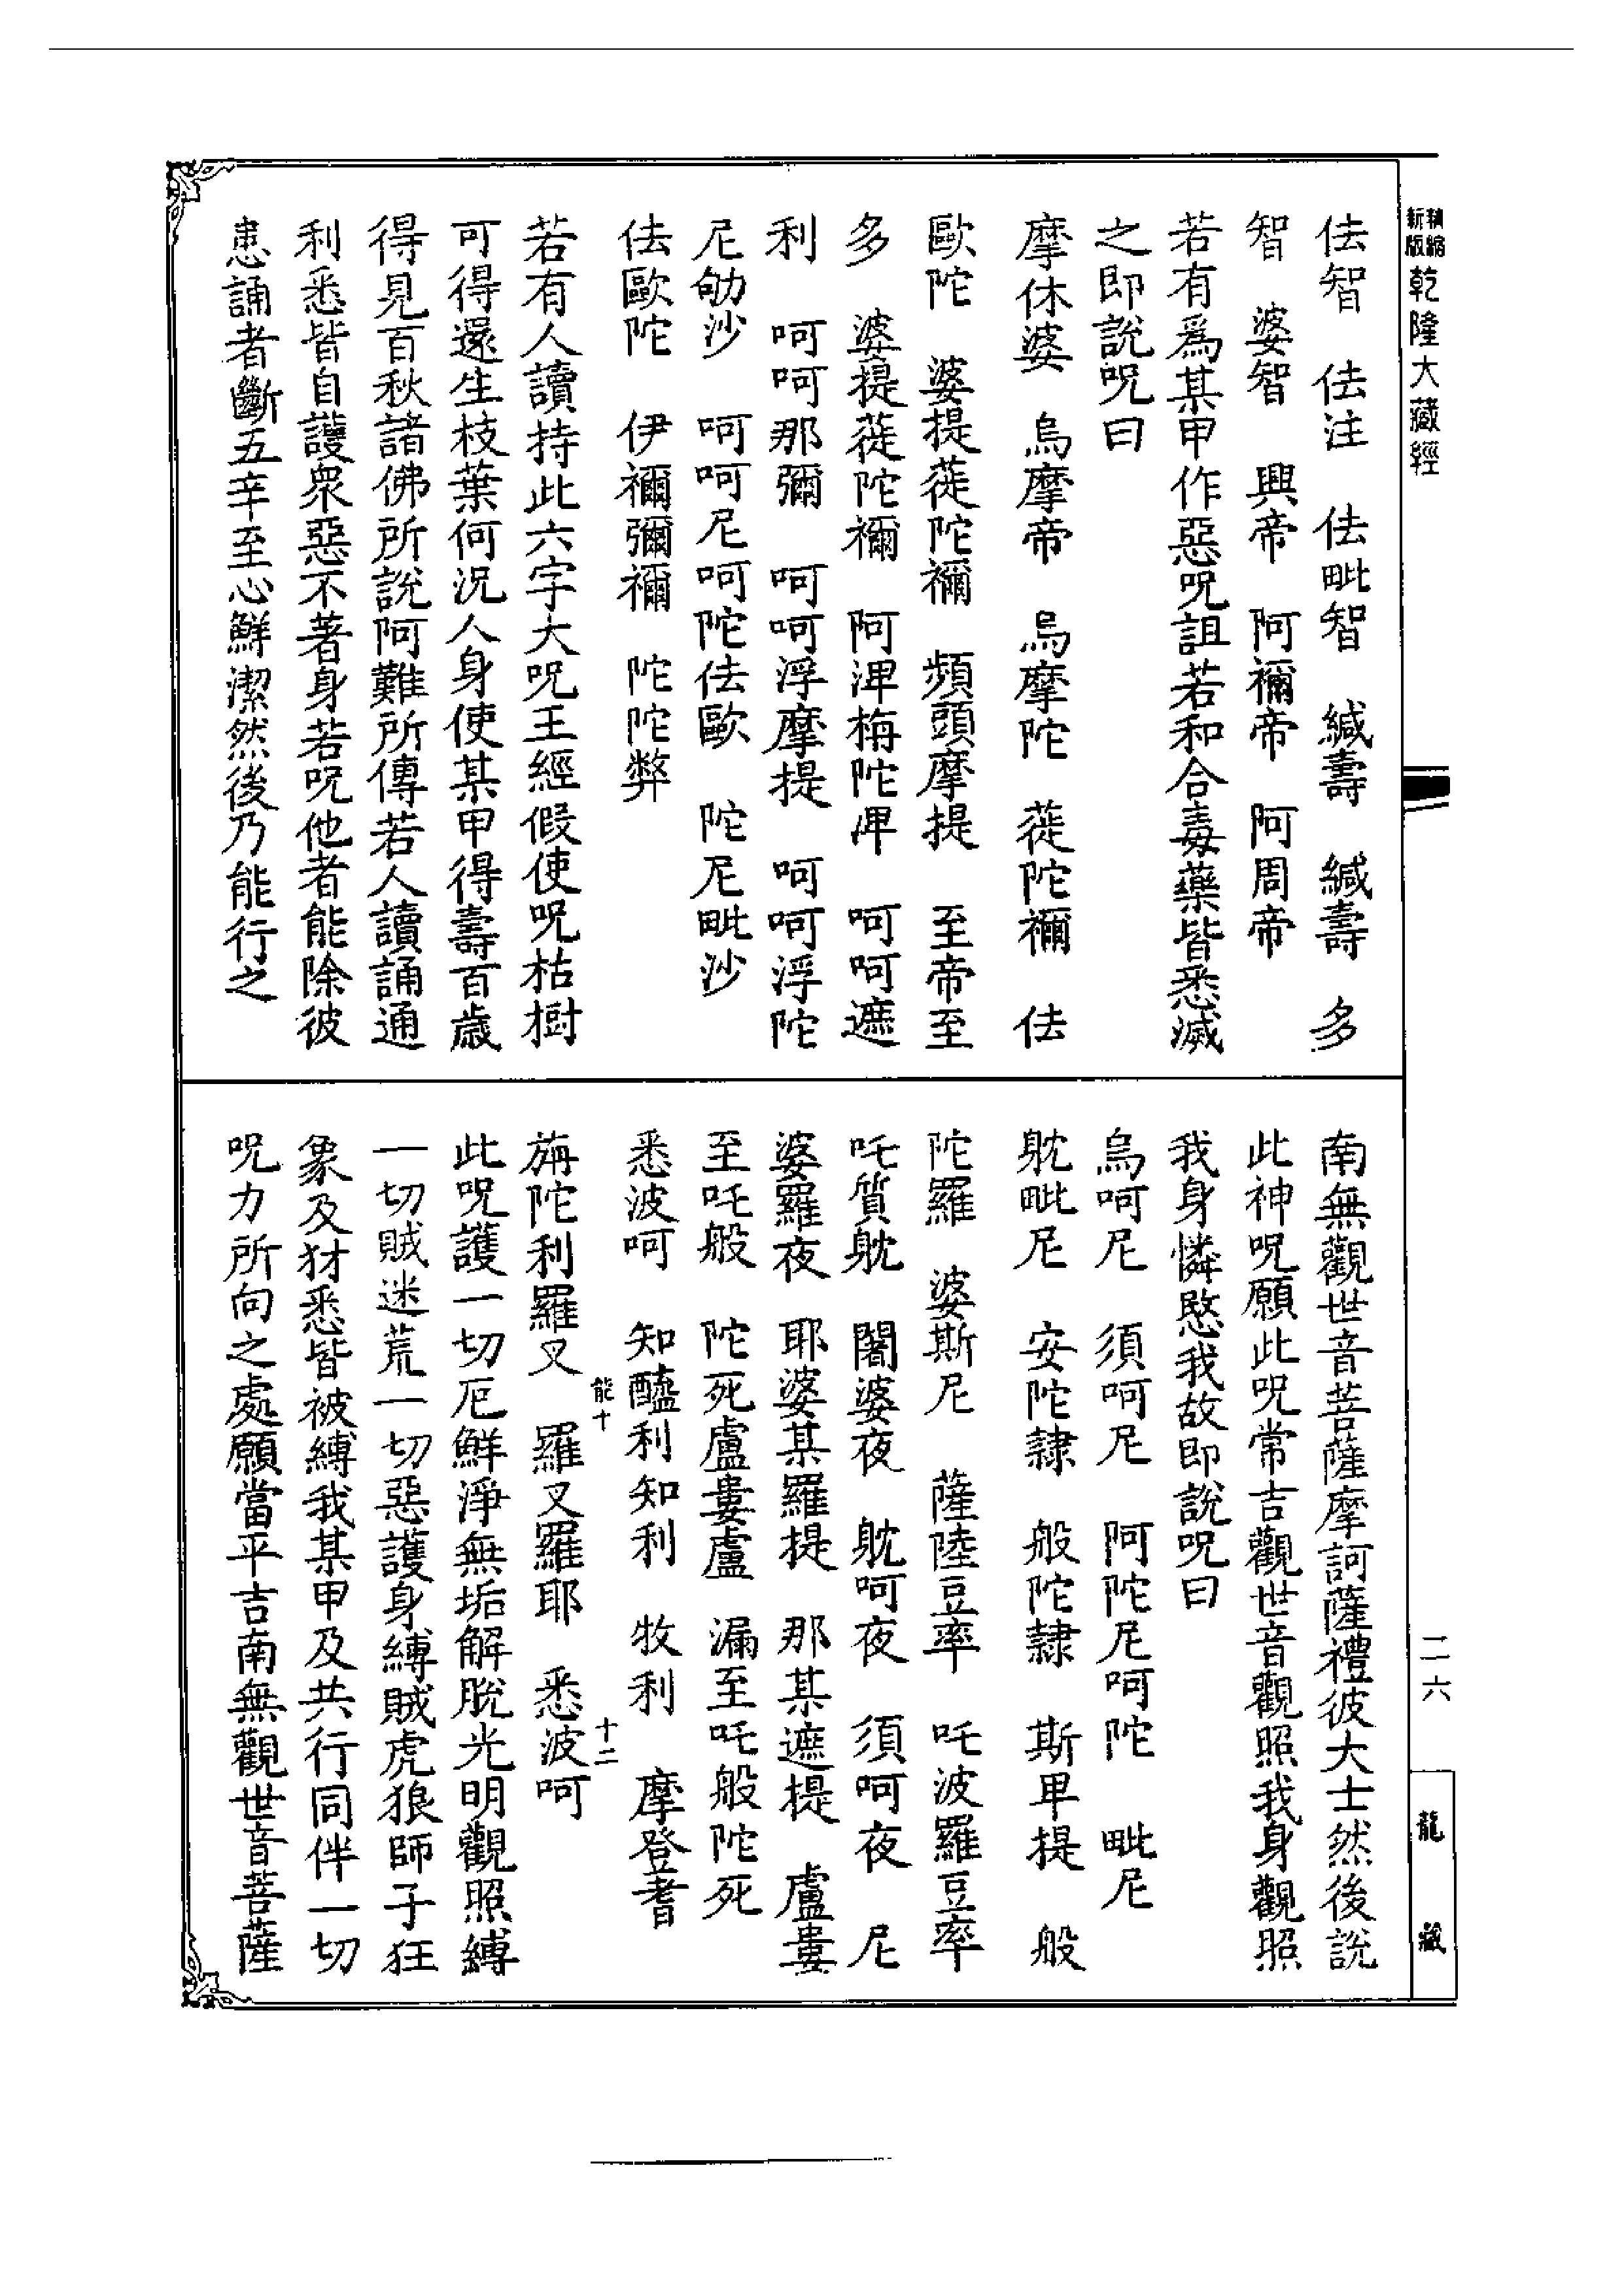 新版精縮
乾隆大藏經
佉智　佉注　佉毗智　緘壽　緘壽　多
智　婆智　興帝　阿禰帝　阿周帝
若有爲某甲作惡呪詛若和合毒藥皆悉滅
之即說呪曰
摩休婆　烏摩帝　烏摩陀　蓰陀禰　佉
歐陀　婆提蓰陀禰　頻頭摩提　至帝至
多　婆提蓰陀禰　阿渒梅陀渒　呵呵遮
利　呵呵那彌　呵呵浮摩提　呵呵浮陀
尼劬沙　呵呵尼呵陀佉歐　陀尼毗沙
佉歐陀　伊禰彌禰　陀陀弊
若有人讀持此六字大呪王經假使呪枯樹
可得還生枝葉何況人身使某甲得壽百歲
得見百秋諸佛所說阿難所傳若人讀誦通
利悉皆自護衆惡不著身若呪他者能除彼
患誦者斷五辛至心鮮潔然後乃能行之
南無觀世音菩薩摩訶薩禮彼大士然後說
此神呪願此呪常吉觀世音觀照我身觀照
我身憐愍我故即說呪曰
烏呵尼　須呵尼　阿陀尼呵陀　毗尼
躭毗尼　安陀隸　般陀隸　斯卑提　般
陀羅　婆斯尼　薩陸豆率　吒波羅豆率
吒質躭　闍婆夜　躭呵夜　須呵夜　尼
婆羅夜　耶婆某羅提　那某遮提　盧婁
至吒般　陀死盧婁盧　漏至吒般陀死
悉波呵　知醯利知利　牧利　摩登耆
能十
十二
旃陀利羅叉　羅叉羅耶　悉波呵
此呪護一切厄鮮淨無垢解脫光明觀照縛
一切賊迷荒一切惡護身縛賊虎狼師子狂
象及犲悉皆被縛我某甲及共行同伴一切
呪力所向之處願當平吉南無觀世音菩薩
二六
龍藏